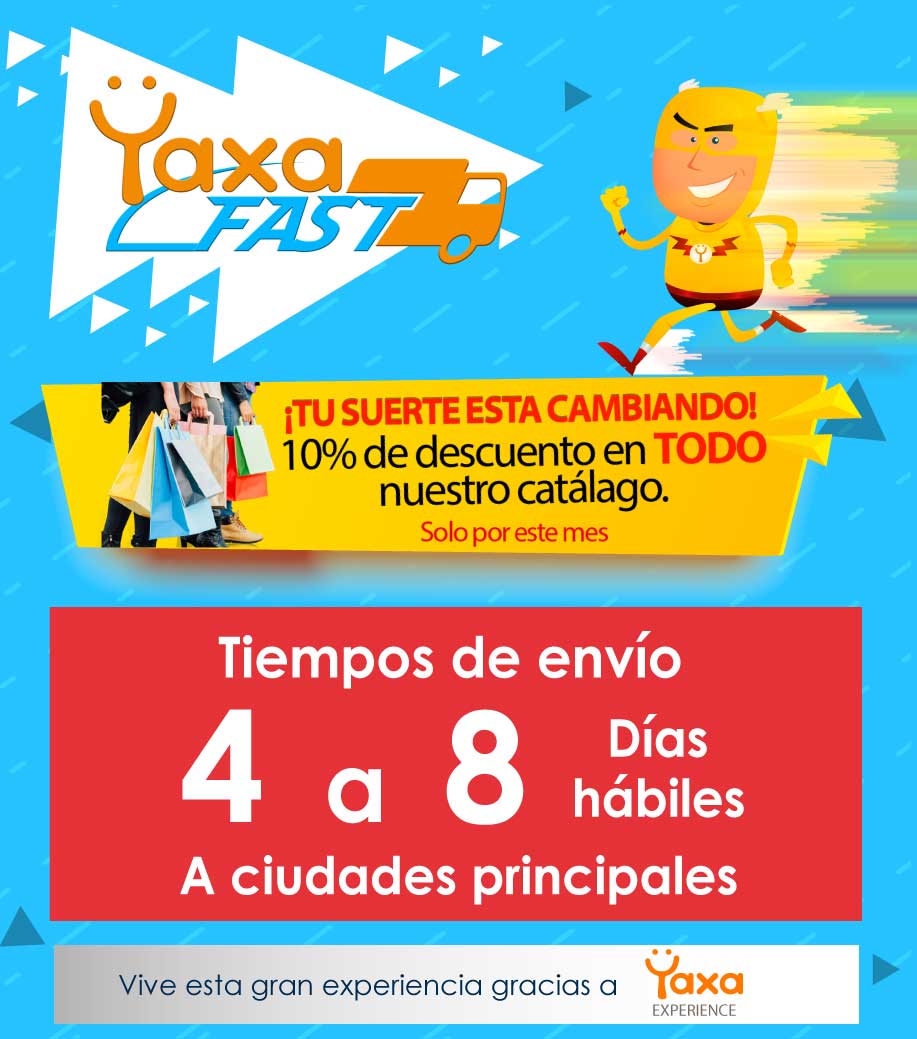 Yaxa
FAST
¡TU SUERTE ESTA CAMBIANDO!
10% de descuento en TODO
nuestro catálago.
Solo por este mes
Tiempos de envío
4 a 8 Días
hábiles
A ciudades principales
Vive esta gran experiencia gracias a Yaxa
EXPERIENCE